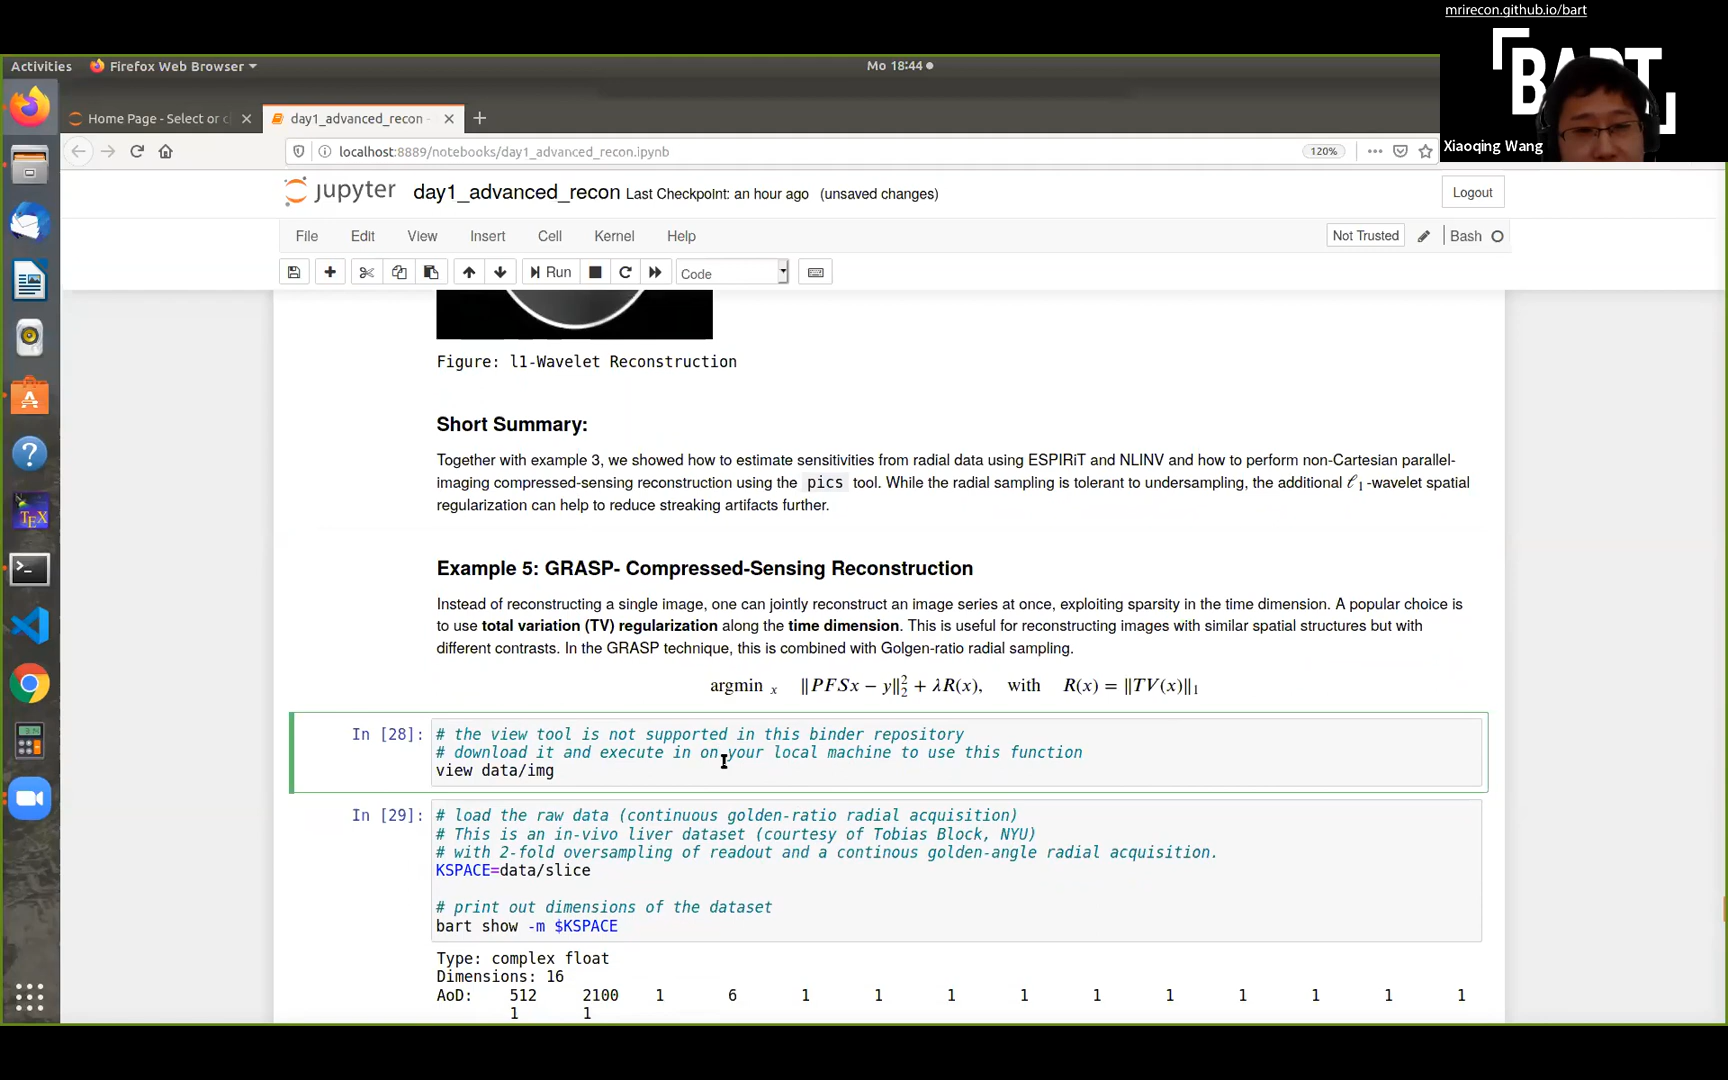 mrirecon.github.io/bart
BART
Xiaoqing Wang
Activities Firefox Web Browser Mo 18:44
Home Page - Select or c day1_advanced_recon -
localhost:8889/notebooks/day1_advanced_recon.ipynb 120%
jupyter day1_advanced_recon Last Checkpoint: an hour ago (unsaved changes) Logout
File Edit View Insert Cell Kernel Help Not Trusted Bash
Run Code
Figure: l1-Wavelet Reconstruction
Short Summary:
Together with example 3, we showed how to estimate sensitivities from radial data using ESPIRiT and NLINV and how to perform non-Cartesian parallel-
imaging compressed-sensing reconstruction using the pics tool. While the radial sampling is tolerant to undersampling, the additional ℓ1-wavelet spatial
regularization can help to reduce streaking artifacts further.
Example 5: GRASP- Compressed-Sensing Reconstruction
Instead of reconstructing a single image, one can jointly reconstruct an image series at once, exploiting sparsity in the time dimension. A popular choice is
to use total variation (TV) regularization along the time dimension. This is useful for reconstructing images with similar spatial structures but with
different contrasts. In the GRASP technique, this is combined with Golgen-ratio radial sampling.
argmin x ‖PFSx − y‖₂² + λR(x), with R(x) = ‖TV(x)‖₁
In [28]: # the view tool is not supported in this binder repository
# download it and execute in on your local machine to use this function
view data/img
In [29]: # load the raw data (continuous golden-ratio radial acquisition)
# This is an in-vivo liver dataset (courtesy of Tobias Block, NYU)
# with 2-fold oversampling of readout and a continous golden-angle radial acquisition.
KSPACE=data/slice
# print out dimensions of the dataset
bart show -m $KSPACE
Type: complex float
Dimensions: 16
AoD: 512 2100 1 6 1 1 1 1 1 1 1 1 1 1
1 1